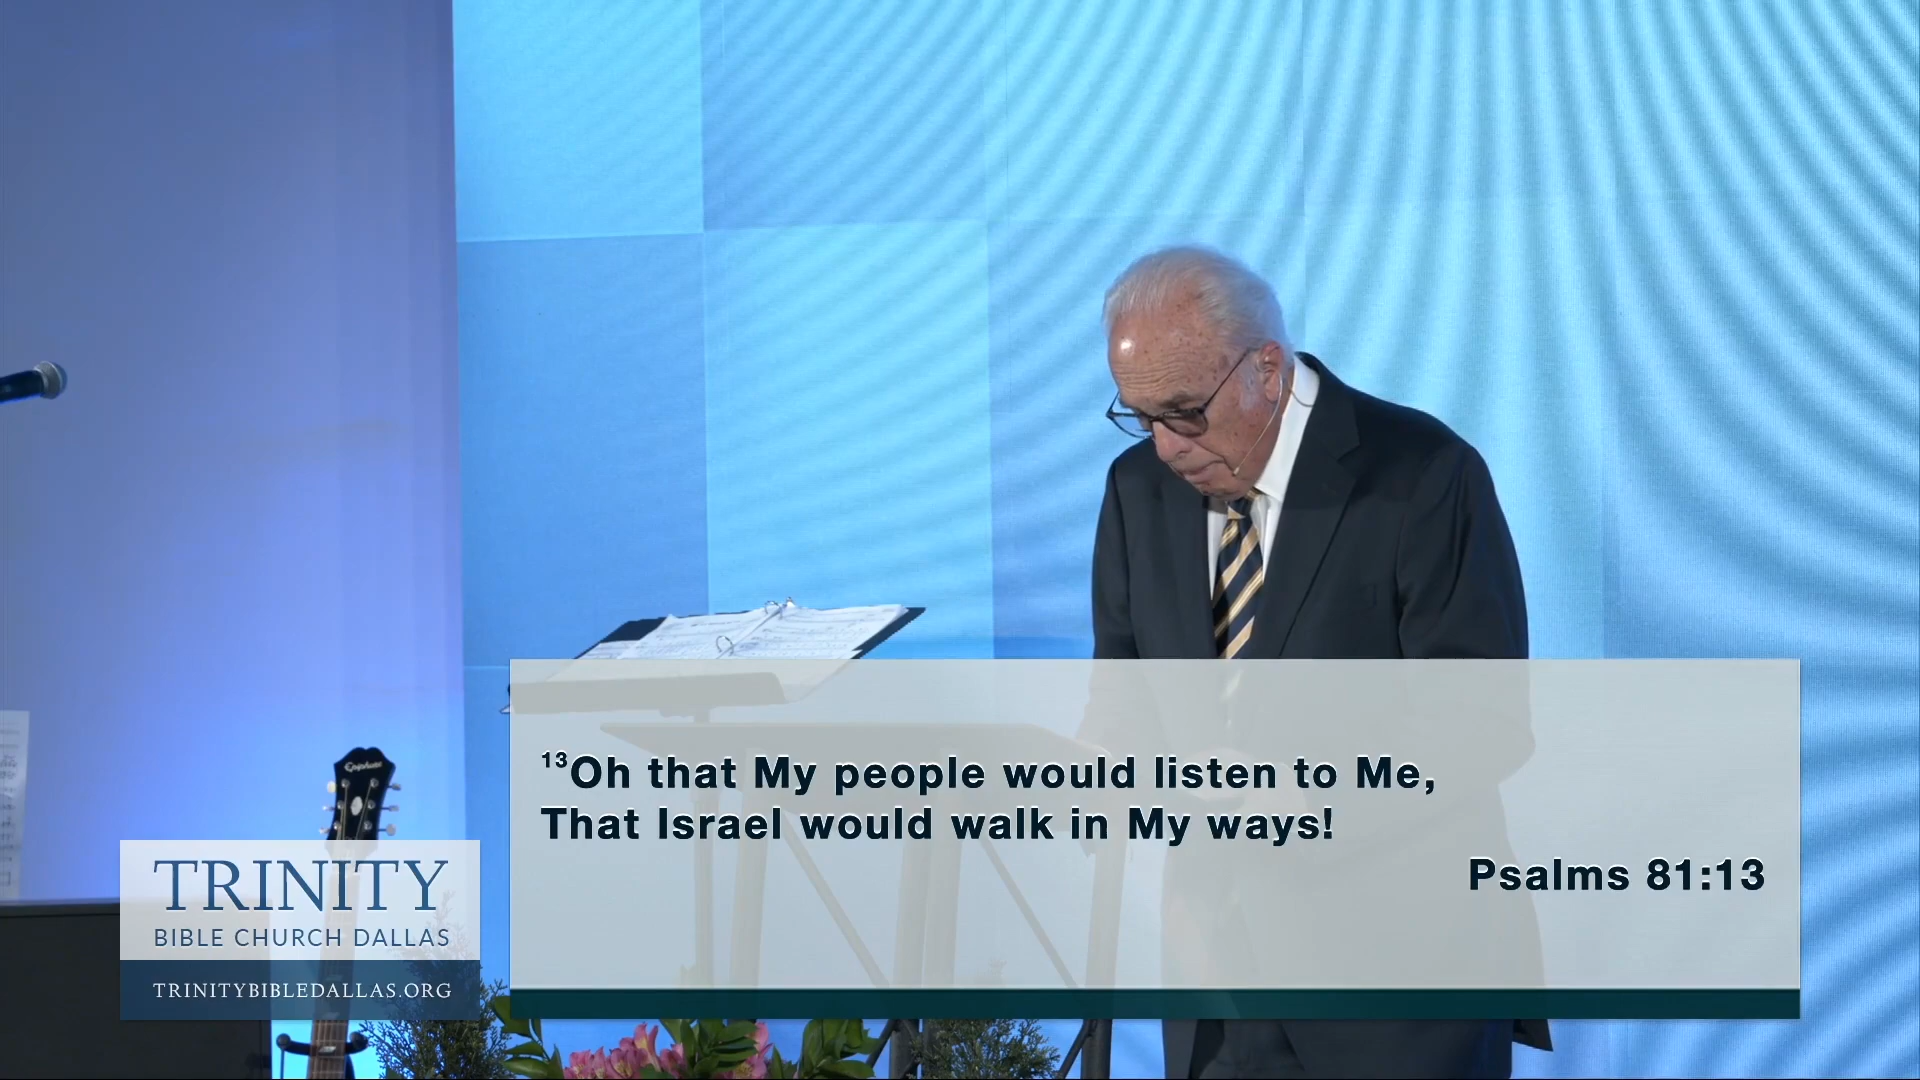 Epiphone
TRINITY
BIBLE CHURCH DALLAS
TRINITYBIBLEDALLAS.ORG
¹³Oh that My people would listen to Me,
That Israel would walk in My ways!
Psalms 81:13